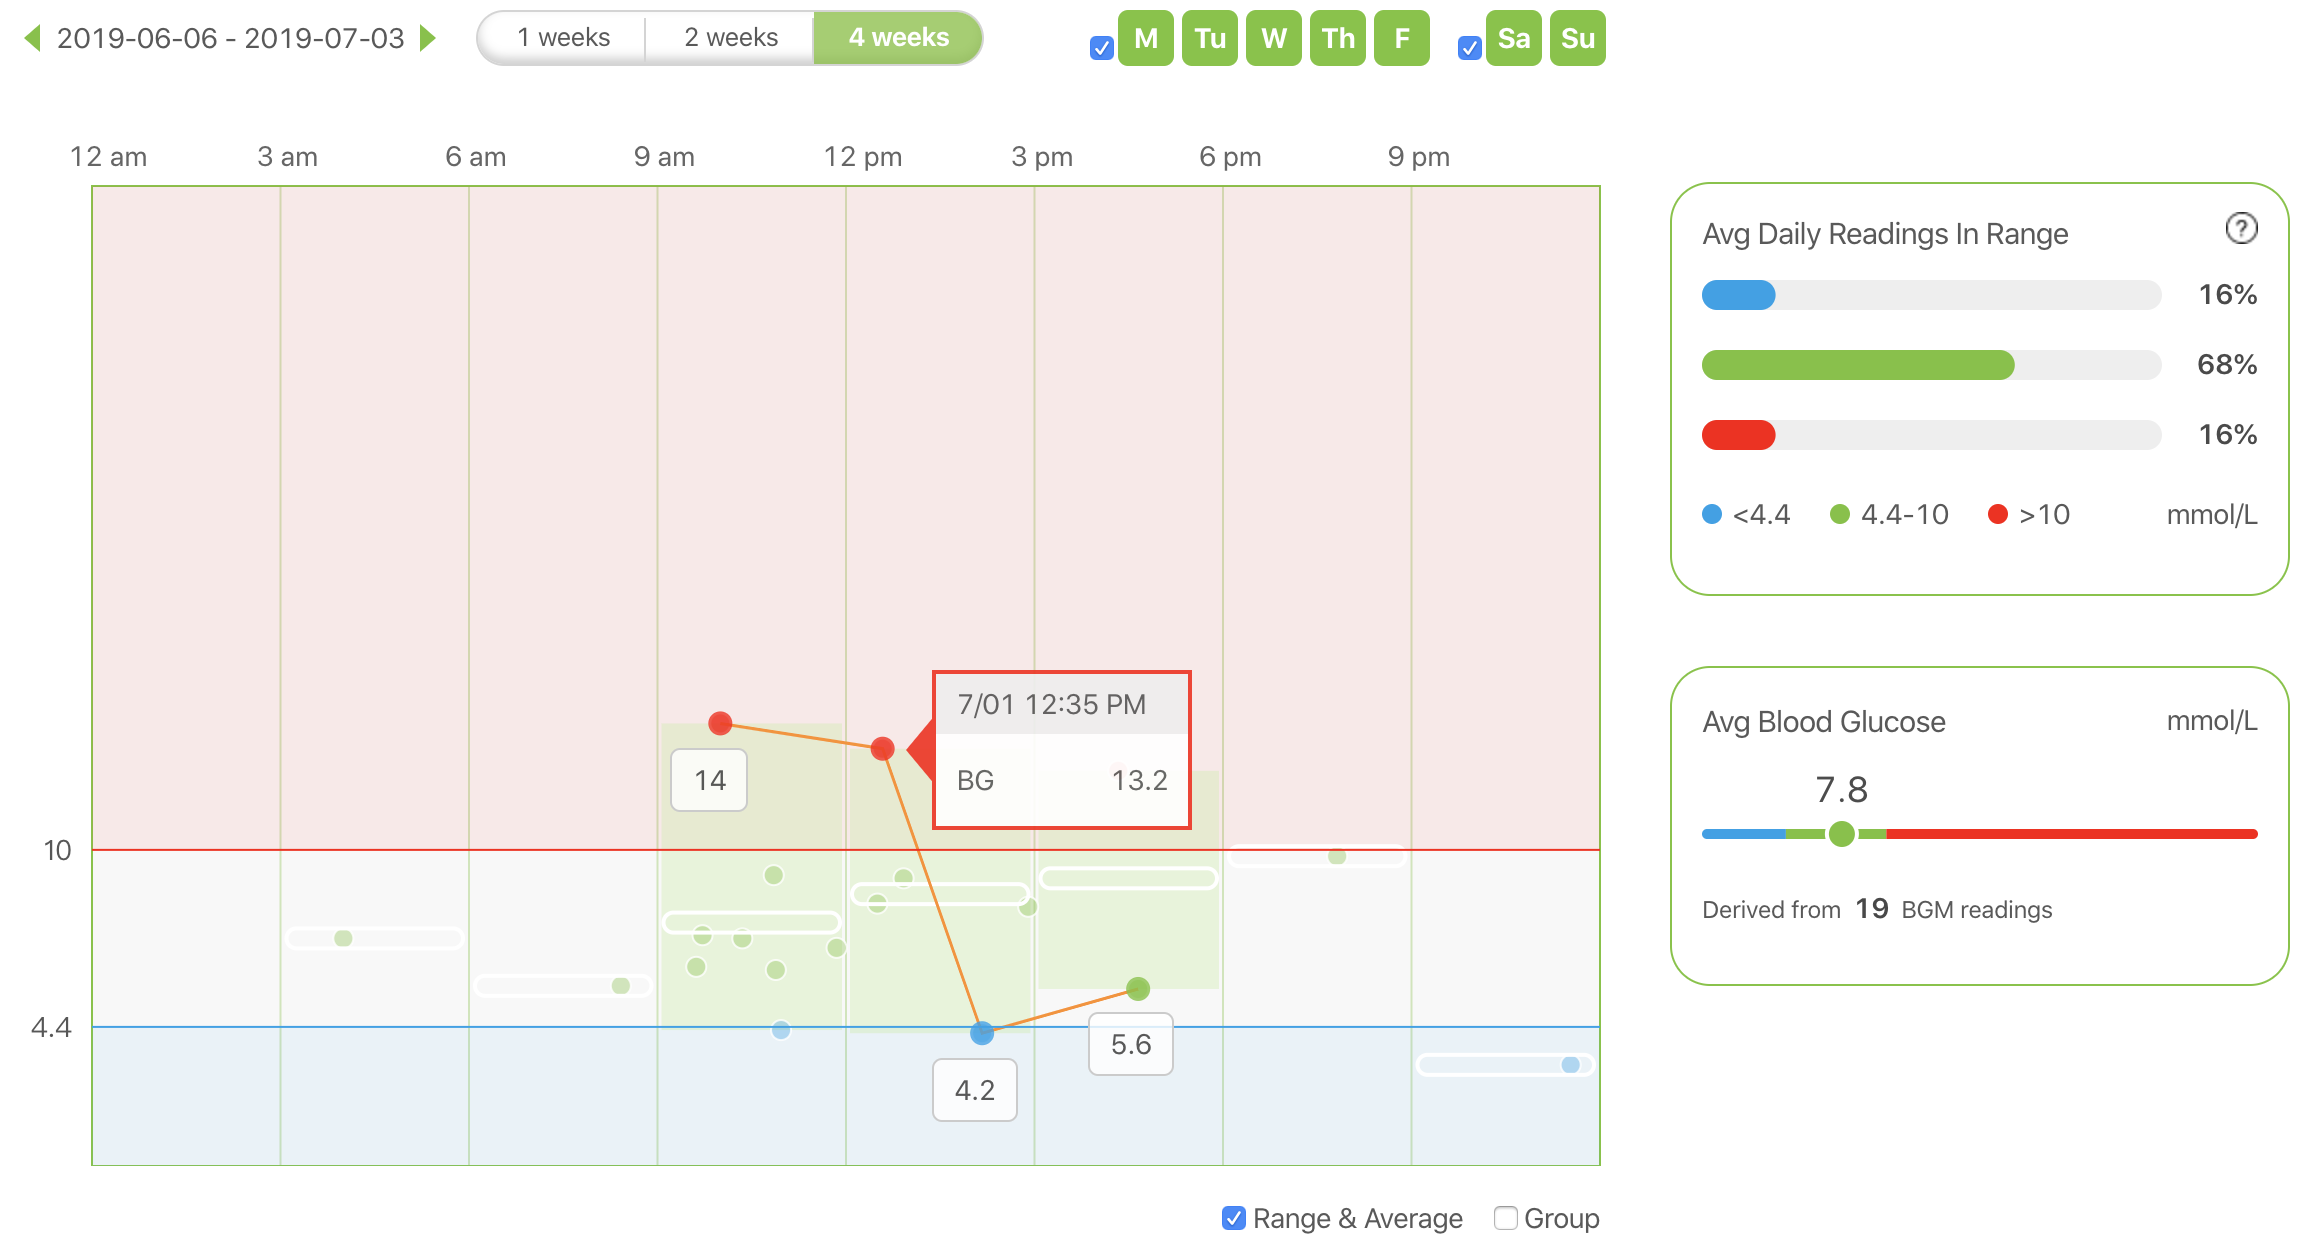 2019-06-06 - 2019-07-03 1 weeks 2 weeks 4 weeks M Tu W Th F Sa Su
12 am 3 am 6 am 9 am 12 pm 3 pm 6 pm 9 pm
10
4.4
14
7/01 12:35 PM
BG 13.2
4.2
5.6
Range & Average Group
Avg Daily Readings In Range ?
16%
68%
16%
<4.4 4.4-10 >10 mmol/L
Avg Blood Glucose mmol/L
7.8
Derived from 19 BGM readings